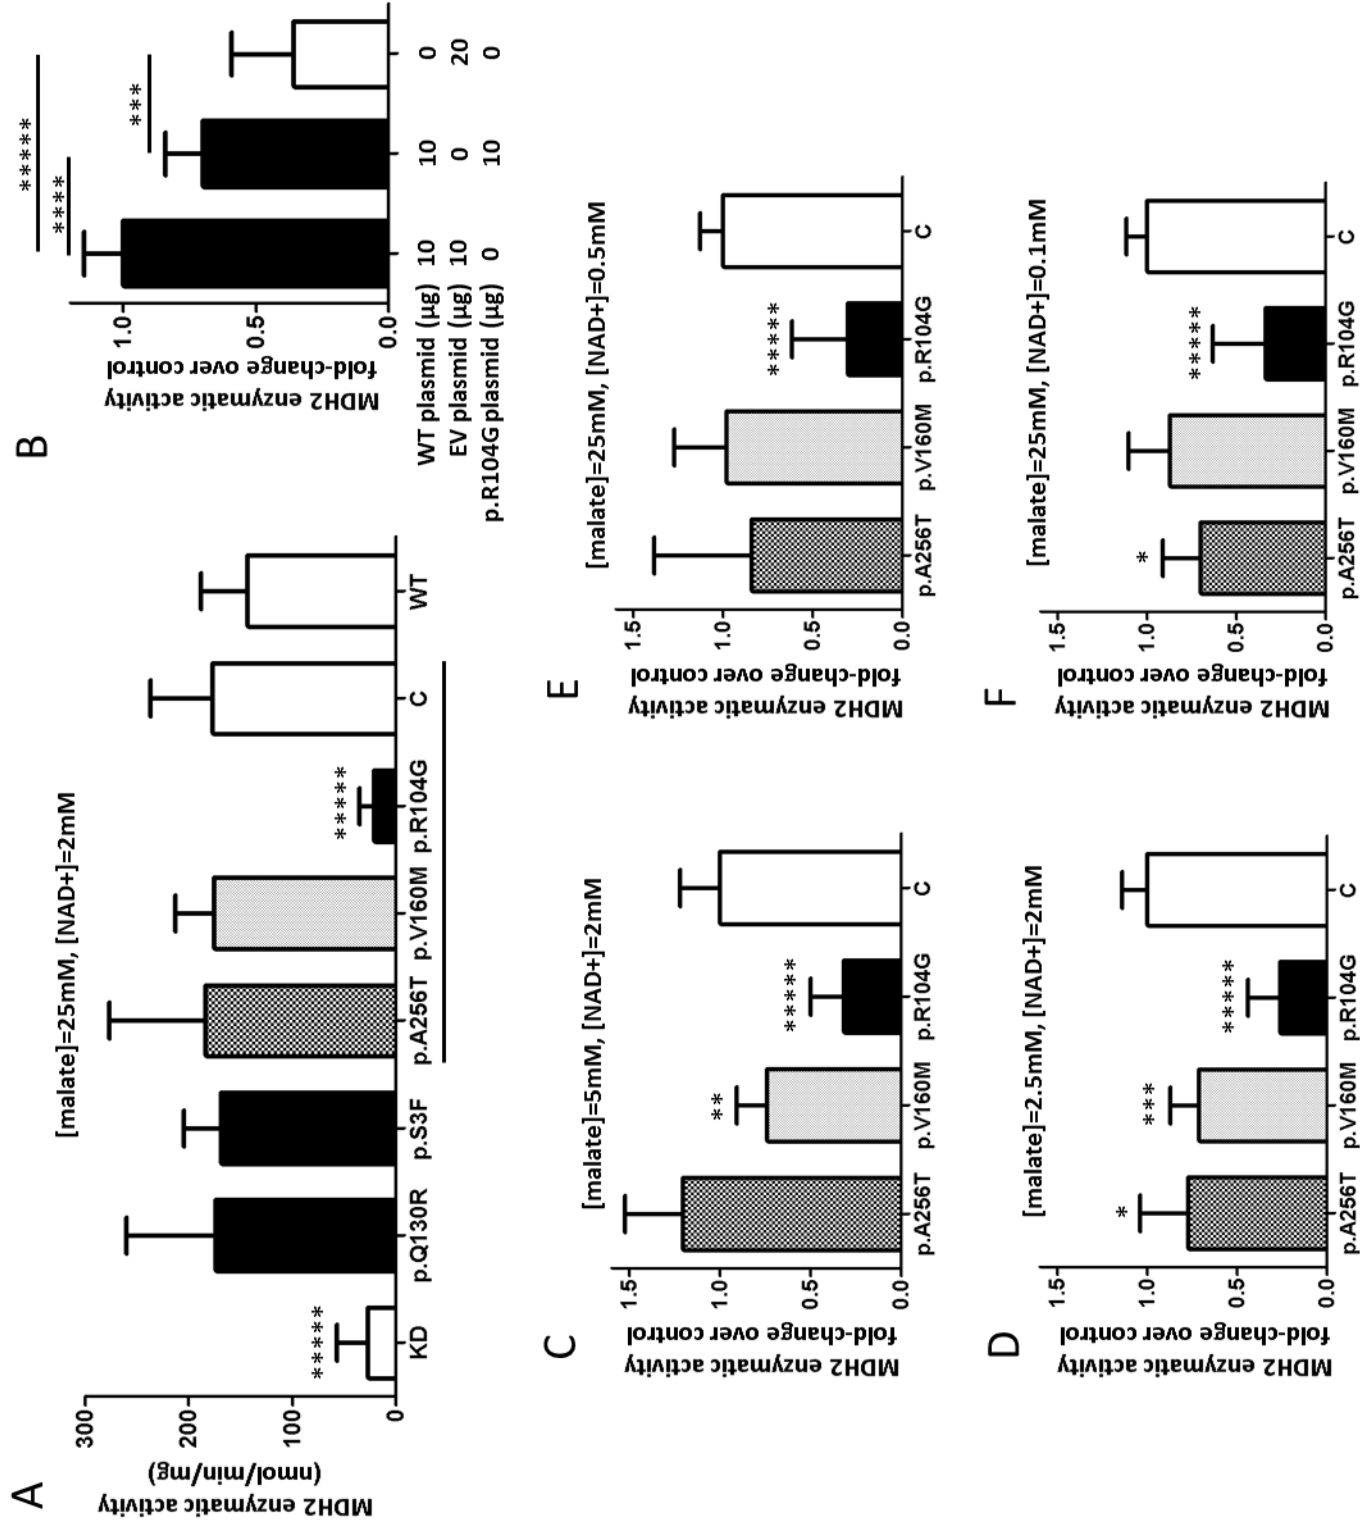 A
[malate]=25mM, [NAD+]=2mM
MDH2 enzymatic activity
(nmol/min/mg)
300
200
100
0
*****
*****
KD
p.Q130R
p.S3F
p.A256T
p.V160M
p.R104G
C
WT
B
MDH2 enzymatic activity
fold-change over control
1.0
0.5
0.0
*****
****
***
WT plasmid (µg) 10 10 0
EV plasmid (µg) 10 0 20
p.R104G plasmid (µg) 0 10 0
C
[malate]=5mM, [NAD+]=2mM
MDH2 enzymatic activity
fold-change over control
1.5
1.0
0.5
0.0
**
*****
p.A256T
p.V160M
p.R104G
C
E
[malate]=25mM, [NAD+]=0.5mM
MDH2 enzymatic activity
fold-change over control
1.5
1.0
0.5
0.0
*****
p.A256T
p.V160M
p.R104G
C
D
[malate]=2.5mM, [NAD+]=2mM
MDH2 enzymatic activity
fold-change over control
1.5
1.0
0.5
0.0
*
***
*****
p.A256T
p.V160M
p.R104G
C
F
[malate]=25mM, [NAD+]=0.1mM
MDH2 enzymatic activity
fold-change over control
1.5
1.0
0.5
0.0
*
*****
p.A256T
p.V160M
p.R104G
C